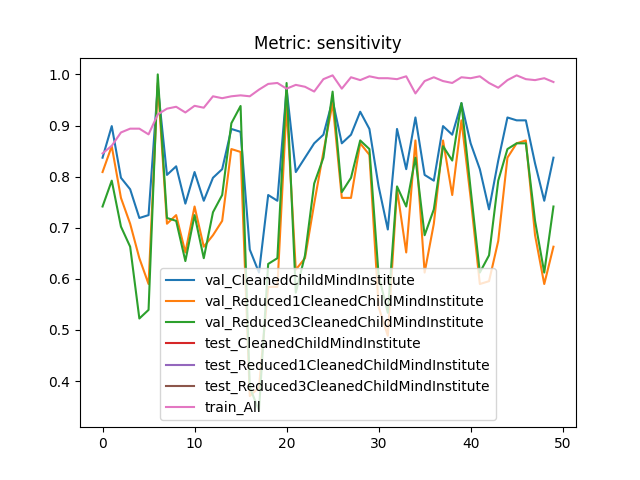 Metric: sensitivity
1.0
0.9
0.8
0.7
0.6
0.5
0.4
val_CleanedChildMindInstitute
val_Reduced1CleanedChildMindInstitute
val_Reduced3CleanedChildMindInstitute
test_CleanedChildMindInstitute
test_Reduced1CleanedChildMindInstitute
test_Reduced3CleanedChildMindInstitute
train_All
0 10 20 30 40 50